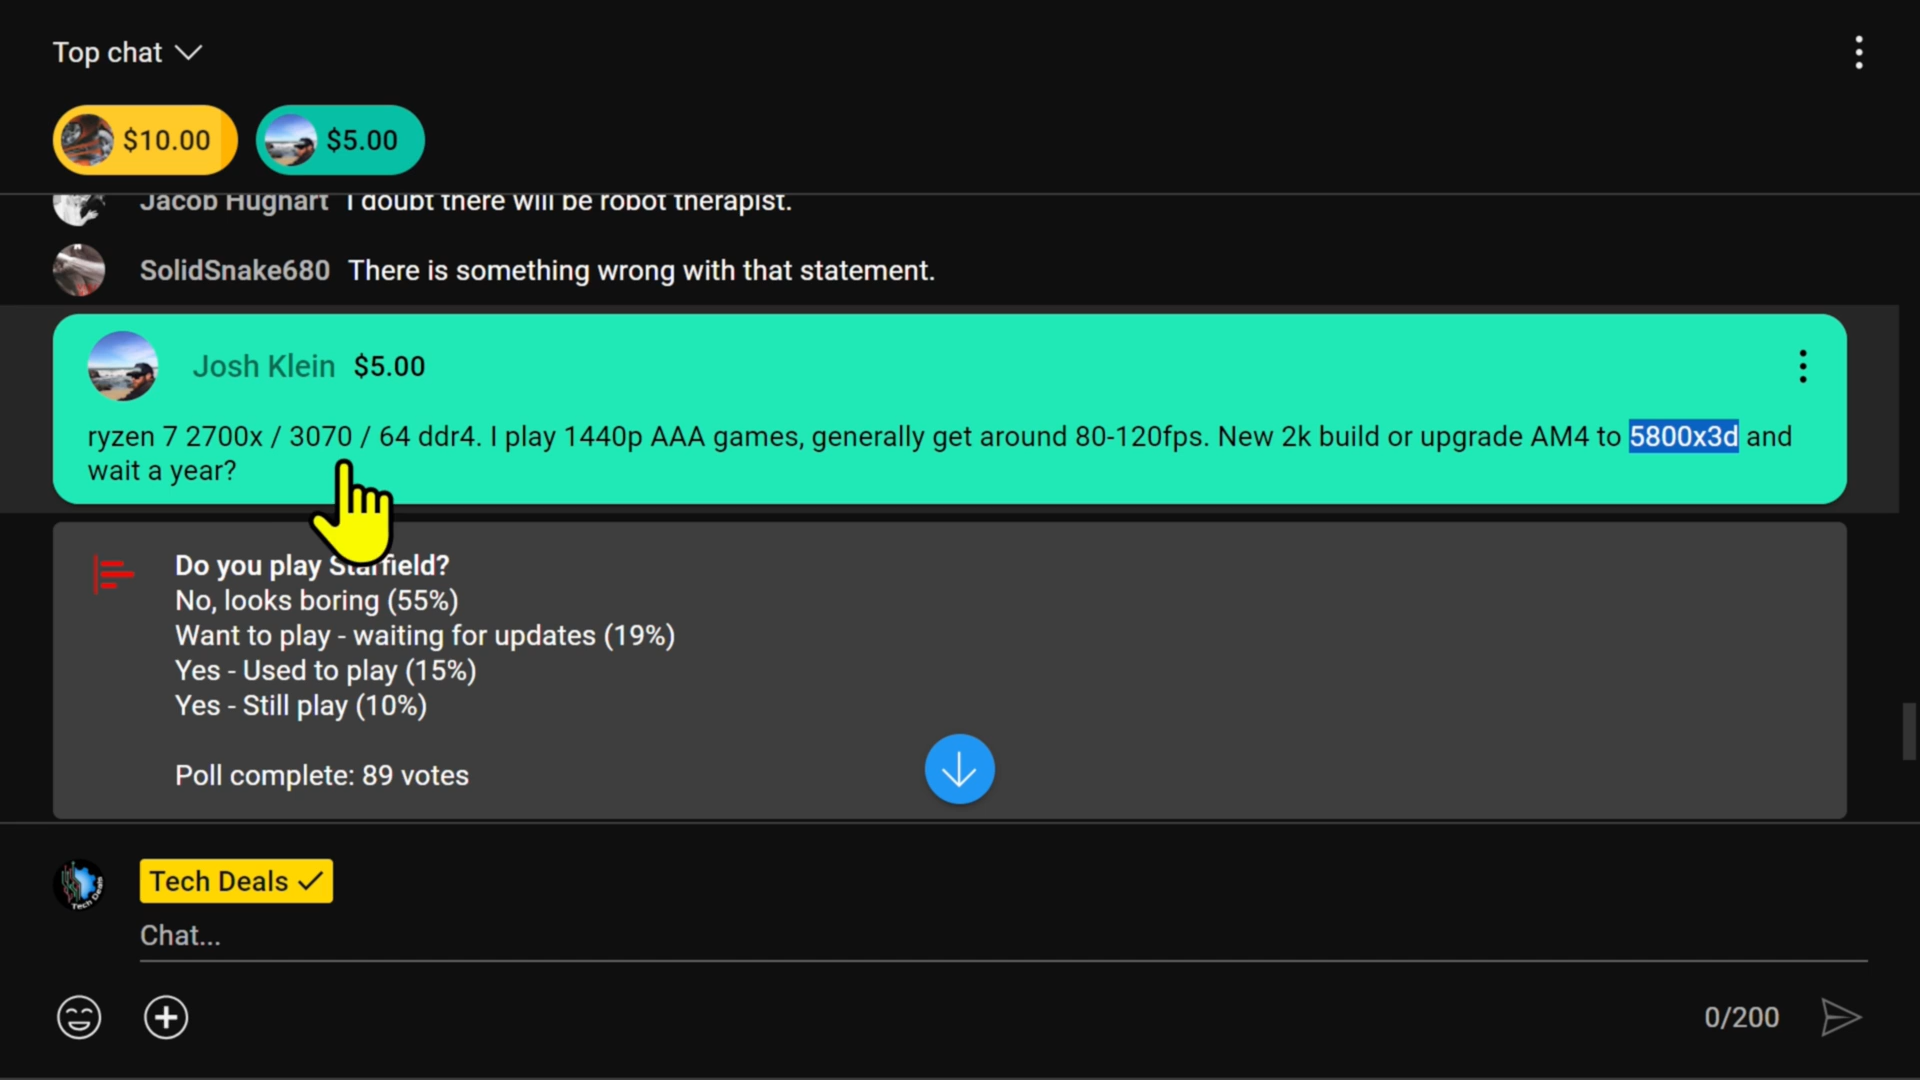 Top chat
$10.00 $5.00
Jacob Hughart I doubt there will be robot therapist.
SolidSnake680 There is something wrong with that statement.
Josh Klein $5.00
ryzen 7 2700x / 3070 / 64 ddr4. I play 1440p AAA games, generally get around 80-120fps. New 2k build or upgrade AM4 to 5800x3d and
wait a year?
Do you play Starfield?
No, looks boring (55%)
Want to play - waiting for updates (19%)
Yes - Used to play (15%)
Yes - Still play (10%)
Poll complete: 89 votes
Tech Deals
Tech Deals
Chat...
0/200